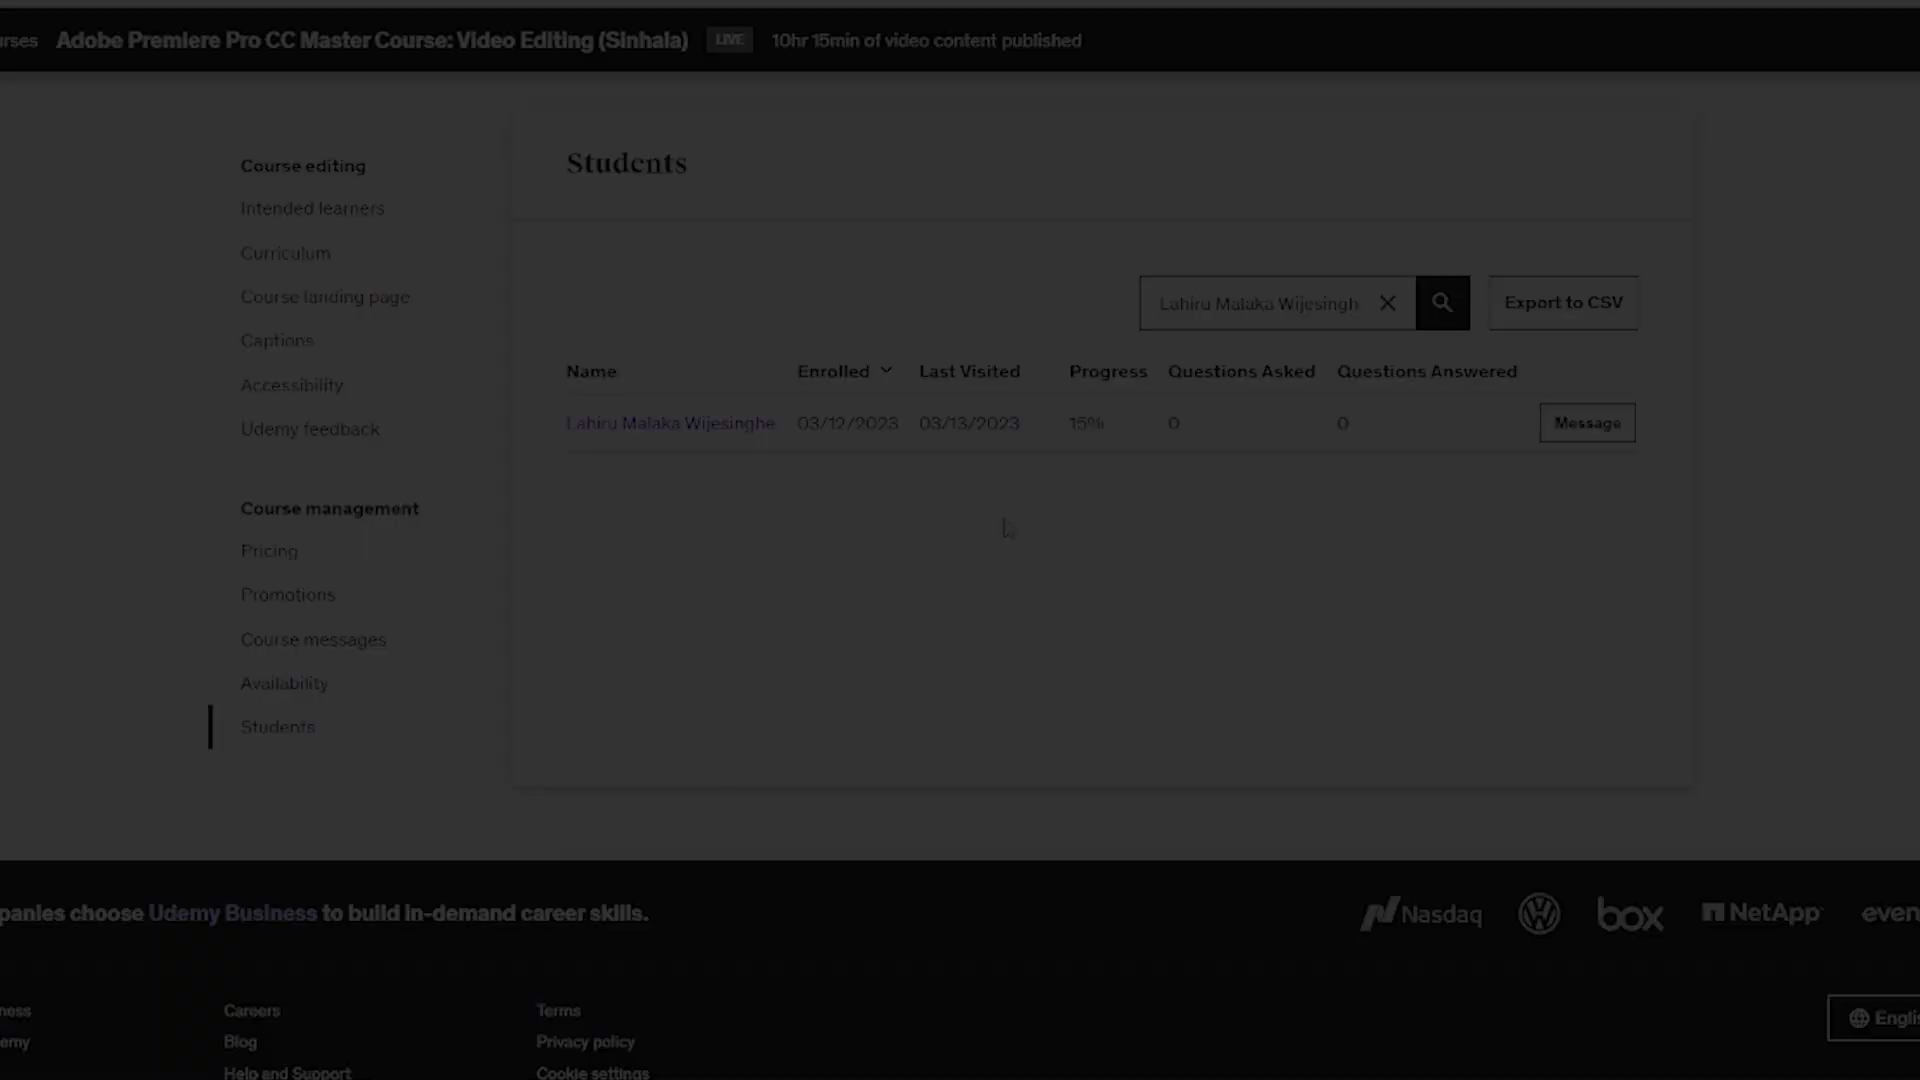 rses Adobe Premiere Pro CC Master Course: Video Editing (Sinhala) LIVE 10hr 15min of video content published
Course editing
Intended learners
Curriculum
Course landing page
Captions
Accessibility
Udemy feedback
Course management
Pricing
Promotions
Course messages
Availability
Students
Students
Lahiru Malaka Wijesingh
Export to CSV
Name Enrolled Last Visited Progress Questions Asked Questions Answered
Lahiru Malaka Wijesinghe 03/12/2023 03/13/2023 15% 0 0 Message
panies choose Udemy Business to build in-demand career skills.
Nasdaq box NetApp even
ness
emy
Careers
Blog
Help and Support
Terms
Privacy policy
Cookie settings
Englis